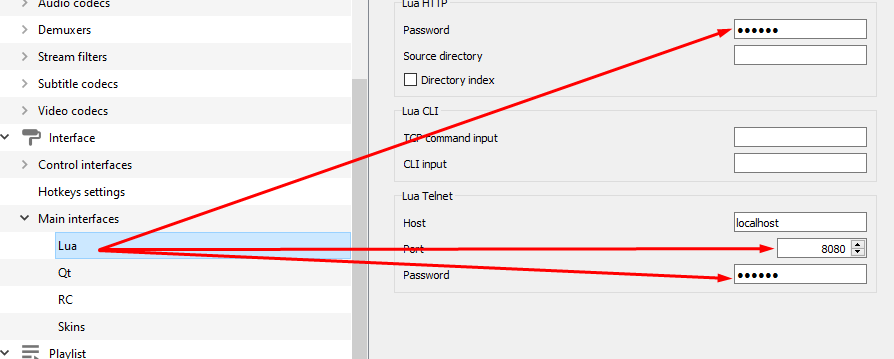 Audio codecs
Demuxers
Stream filters
Subtitle codecs
Video codecs
Interface
Control interfaces
Hotkeys settings
Main interfaces
Lua
Qt
RC
Skins
Playlist
Lua HTTP
Password ••••••
Source directory
Directory index
Lua CLI
TCP command input
CLI input
Lua Telnet
Host localhost
Port 8080
Password ••••••